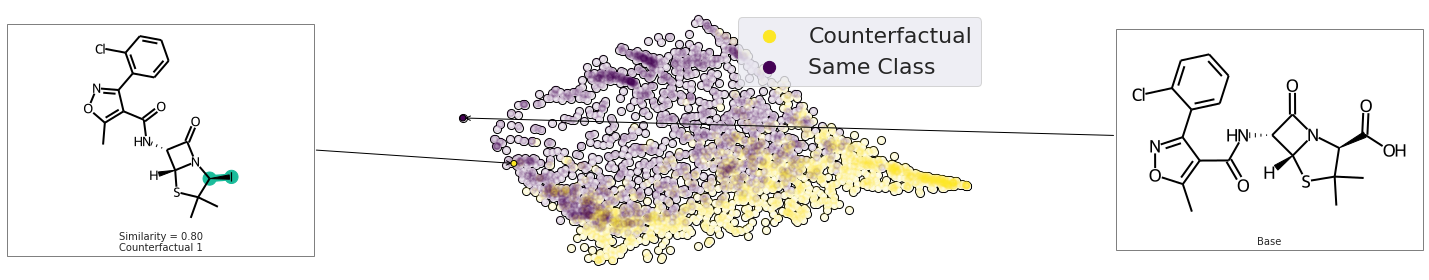 Cl
N
O
O
HN
O
N
H
S
Similarity = 0.80
Counterfactual 1
Counterfactual
Same Class
Cl
N
O
HN
O
O
N
O
OH
H
S
Base